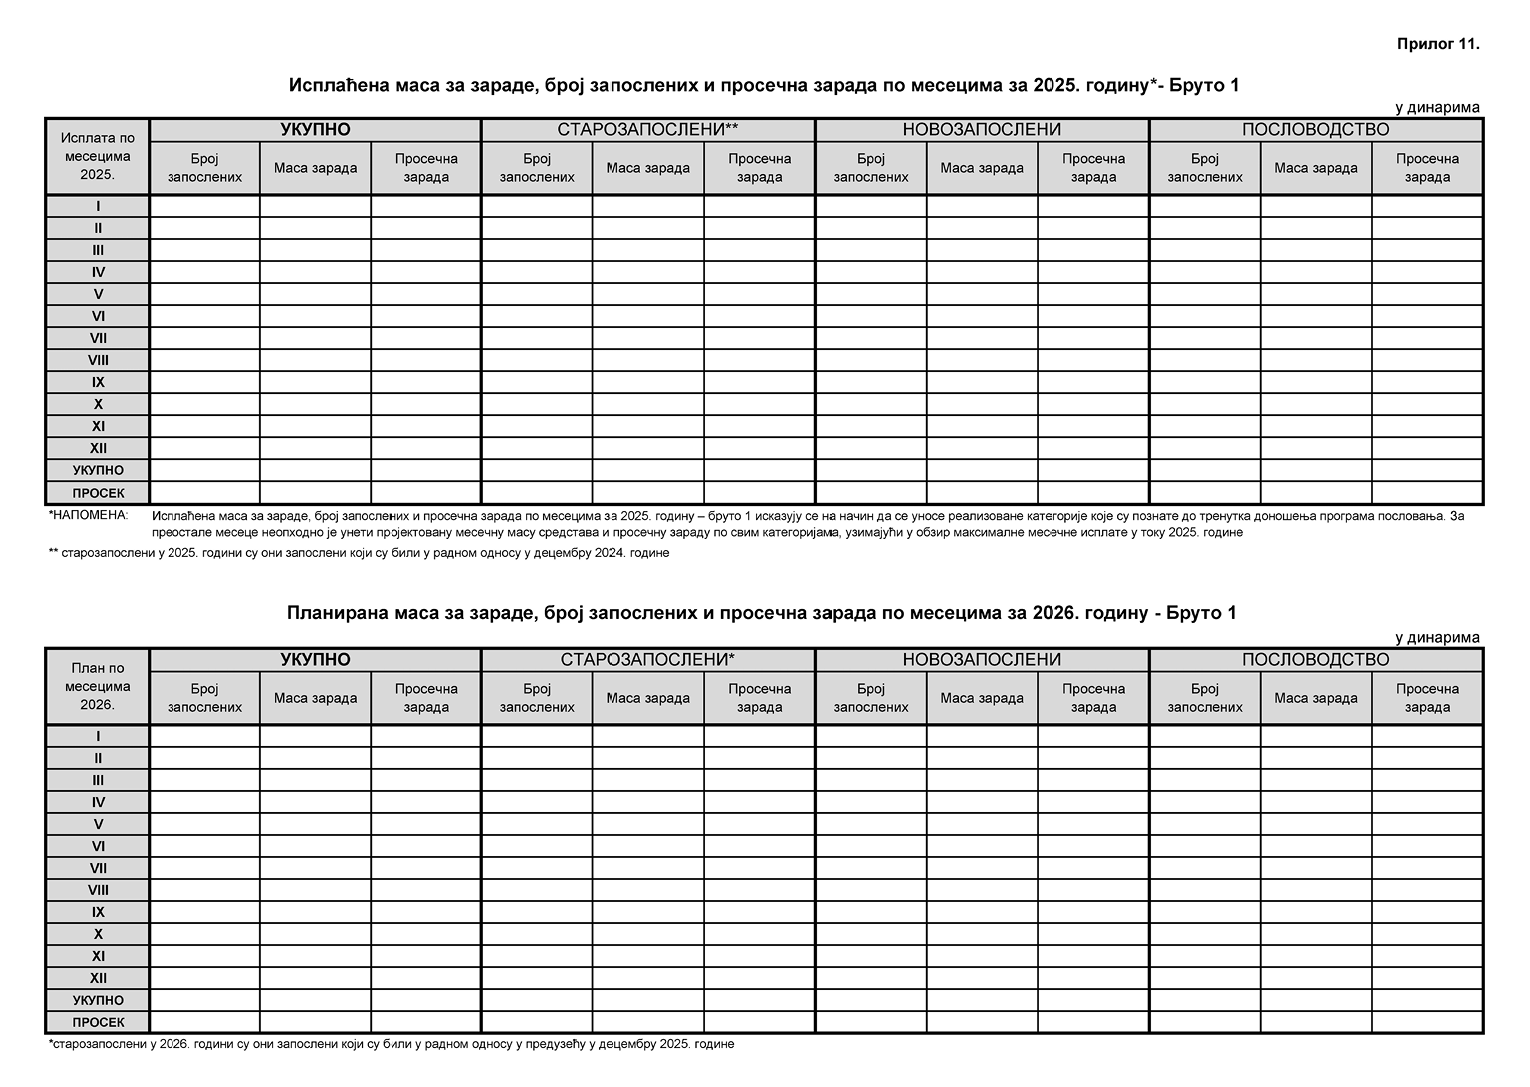 Прилог 11.
Исплаћена маса за зараде, број запослених и просечна зарада по месецима за 2025. годину*- Бруто 1
у динарима
Исплата по месецима 2025.
УКУПНО СТАРОЗАПОСЛЕНИ** НОВОЗАПОСЛЕНИ ПОСЛОВОДСТВО
Број запослених Маса зарада Просечна зарада Број запослених Маса зарада Просечна зарада Број запослених Маса зарада Просечна зарада Број запослених Маса зарада Просечна зарада
I
II
III
IV
V
VI
VII
VIII
IX
X
XI
XII
УКУПНО
ПРОСЕК
*НАПОМЕНА: Исплаћена маса за зараде, број запослених и просечна зарада по месецима за 2025. годину – бруто 1 исказују се на начин да се уносе реализоване категорије које су познате до тренутка доношења програма пословања. За
преостале месеце неопходно је унети пројектовану месечну масу средстава и просечну зараду по свим категоријама, узимајући у обзир максималне месечне исплате у току 2025. године
** старозапослени у 2025. години су они запослени који су били у радном односу у децембру 2024. године
Планирана маса за зараде, број запослених и просечна зарада по месецима за 2026. годину - Бруто 1
у динарима
План по месецима 2026.
УКУПНО СТАРОЗАПОСЛЕНИ* НОВОЗАПОСЛЕНИ ПОСЛОВОДСТВО
Број запослених Маса зарада Просечна зарада Број запослених Маса зарада Просечна зарада Број запослених Маса зарада Просечна зарада Број запослених Маса зарада Просечна зарада
I
II
III
IV
V
VI
VII
VIII
IX
X
XI
XII
УКУПНО
ПРОСЕК
*старозапослени у 2026. години су они запослени који су били у радном односу у предузећу у децембру 2025. године